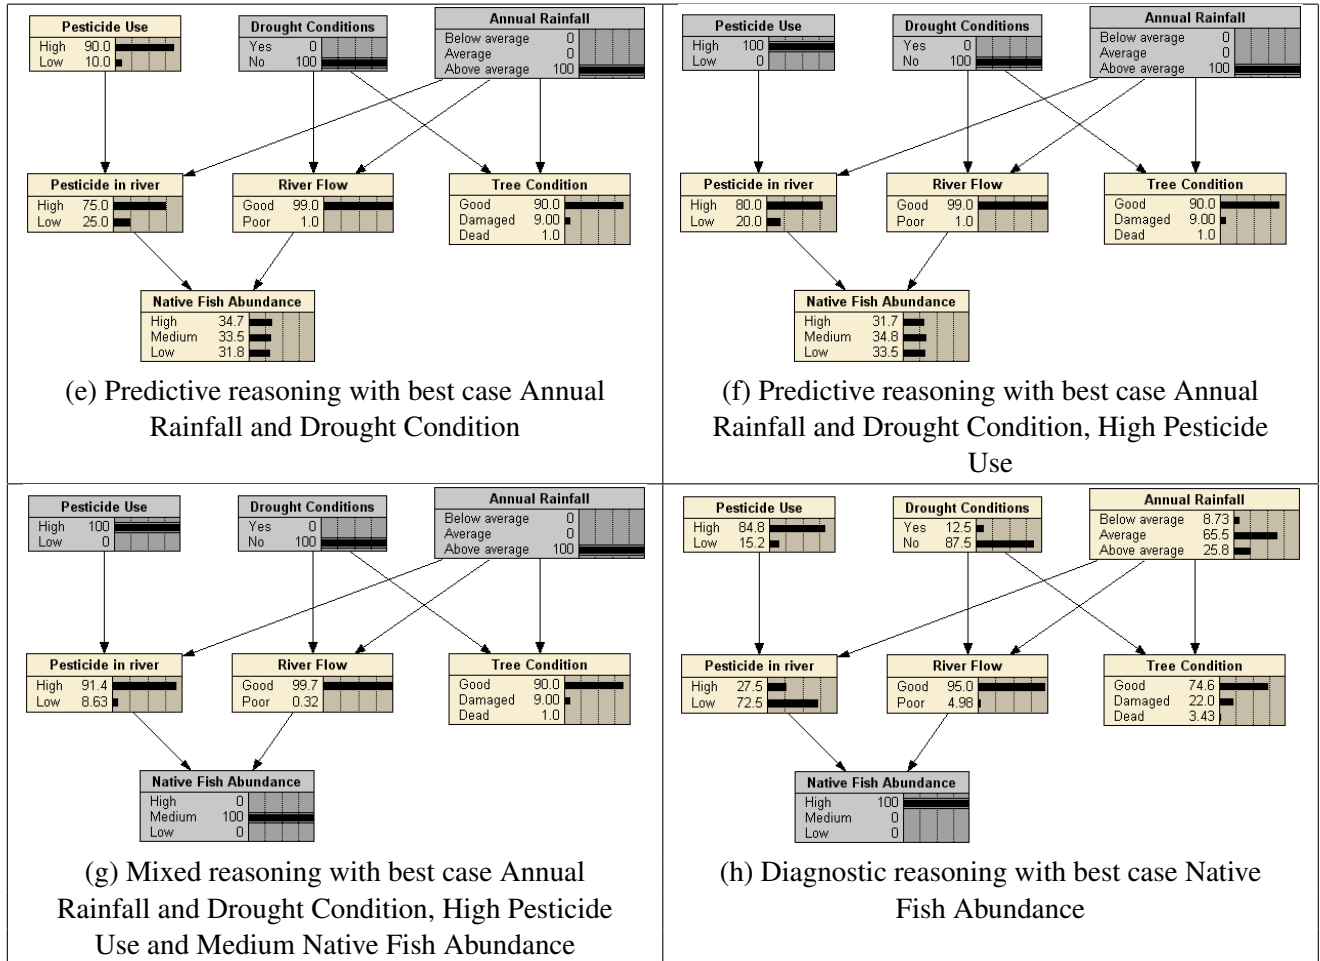 Pesticide Use
High 90.0
Low 10.0
Drought Conditions
Yes 0
No 100
Annual Rainfall
Below average 0
Average 0
Above average 100
Pesticide in river
High 75.0
Low 25.0
River Flow
Good 99.0
Poor 1.0
Tree Condition
Good 90.0
Damaged 9.00
Dead 1.0
Native Fish Abundance
High 34.7
Medium 33.5
Low 31.8
(e) Predictive reasoning with best case Annual
Rainfall and Drought Condition
Pesticide Use
High 100
Low 0
Drought Conditions
Yes 0
No 100
Annual Rainfall
Below average 0
Average 0
Above average 100
Pesticide in river
High 80.0
Low 20.0
River Flow
Good 99.0
Poor 1.0
Tree Condition
Good 90.0
Damaged 9.00
Dead 1.0
Native Fish Abundance
High 31.7
Medium 34.8
Low 33.5
(f) Predictive reasoning with best case Annual
Rainfall and Drought Condition, High Pesticide
Use
Pesticide Use
High 100
Low 0
Drought Conditions
Yes 0
No 100
Annual Rainfall
Below average 0
Average 0
Above average 100
Pesticide in river
High 91.4
Low 8.63
River Flow
Good 99.7
Poor 0.32
Tree Condition
Good 90.0
Damaged 9.00
Dead 1.0
Native Fish Abundance
High 0
Medium 100
Low 0
(g) Mixed reasoning with best case Annual
Rainfall and Drought Condition, High Pesticide
Use and Medium Native Fish Abundance
Pesticide Use
High 84.8
Low 15.2
Drought Conditions
Yes 12.5
No 87.5
Annual Rainfall
Below average 8.73
Average 65.5
Above average 25.8
Pesticide in river
High 27.5
Low 72.5
River Flow
Good 95.0
Poor 4.98
Tree Condition
Good 74.6
Damaged 22.0
Dead 3.43
Native Fish Abundance
High 100
Medium 0
Low 0
(h) Diagnostic reasoning with best case Native
Fish Abundance